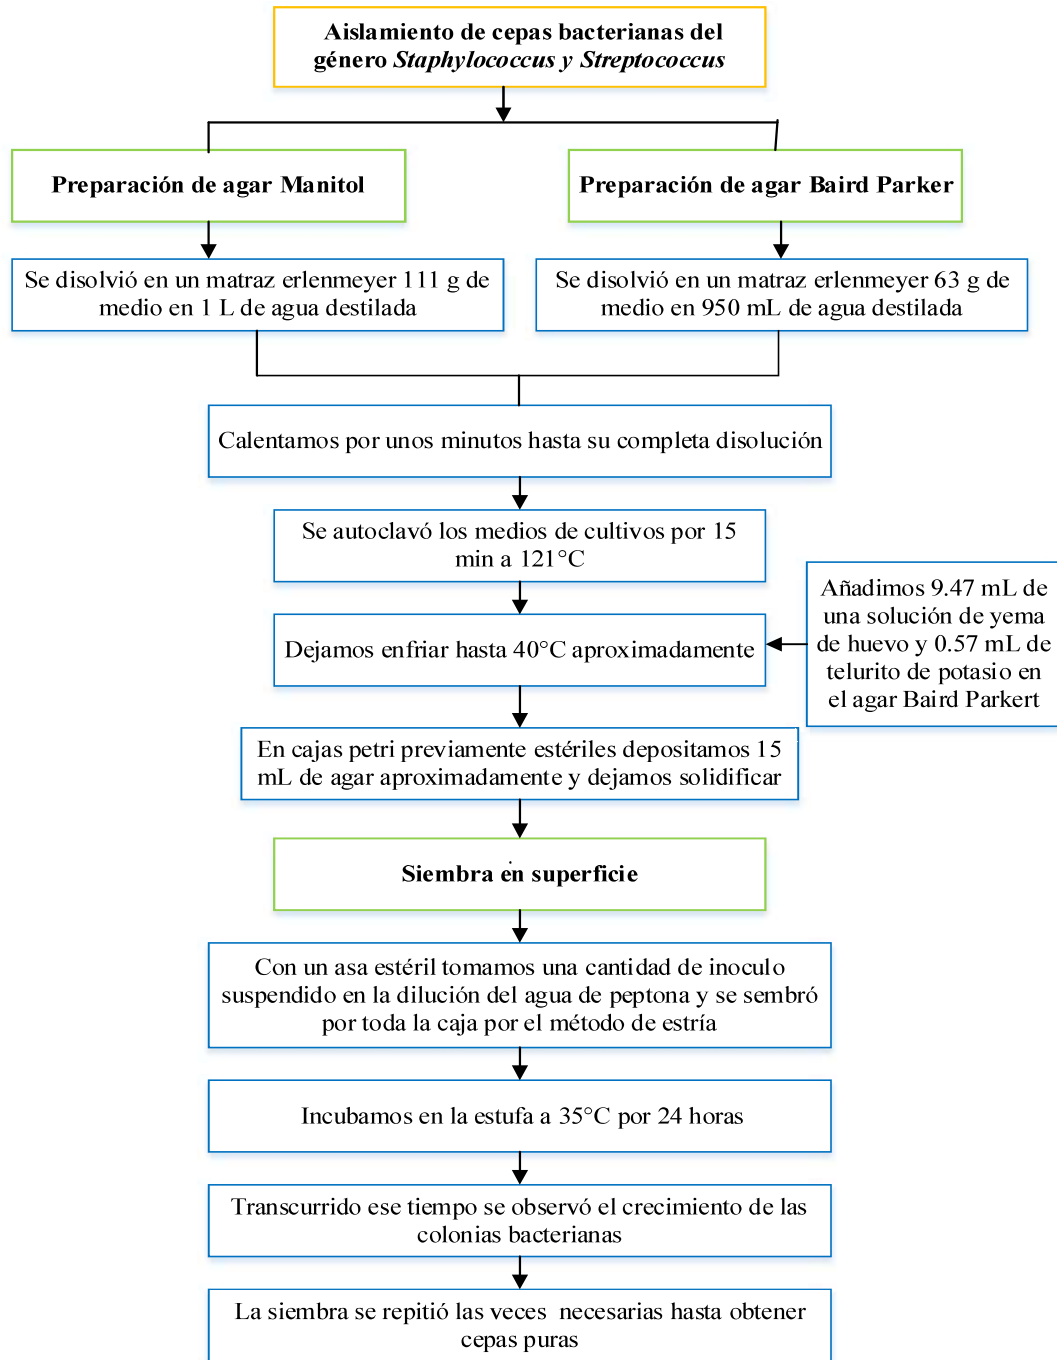 Aislamiento de cepas bacterianas del
género Staphylococcus y Streptococcus
Preparación de agar Manitol
Preparación de agar Baird Parker
Se disolvió en un matraz erlenmeyer 111 g de
medio en 1 L de agua destilada
Se disolvió en un matraz erlenmeyer 63 g de
medio en 950 mL de agua destilada
Calentamos por unos minutos hasta su completa disolución
Se autoclavó los medios de cultivos por 15
min a 121°C
Dejamos enfriar hasta 40°C aproximadamente
Añadimos 9.47 mL de
una solución de yema
de huevo y 0.57 mL de
telurito de potasio en
el agar Baird Parkert
En cajas petri previamente estériles depositamos 15
mL de agar aproximadamente y dejamos solidificar
Siembra en superficie
Con un asa estéril tomamos una cantidad de inoculo
suspendido en la dilución del agua de peptona y se sembró
por toda la caja por el método de estría
Incubamos en la estufa a 35°C por 24 horas
Transcurrido ese tiempo se observó el crecimiento de las
colonias bacterianas
La siembra se repitió las veces necesarias hasta obtener
cepas puras